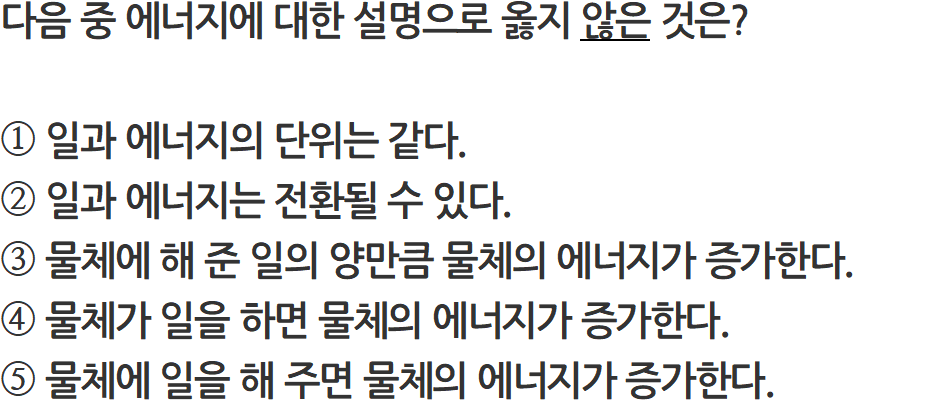 다음 중 에너지에 대한 설명으로 옳지 않은 것은?
① 일과 에너지의 단위는 같다.
② 일과 에너지는 전환될 수 있다.
③ 물체에 해 준 일의 양만큼 물체의 에너지가 증가한다.
④ 물체가 일을 하면 물체의 에너지가 증가한다.
⑤ 물체에 일을 해 주면 물체의 에너지가 증가한다.